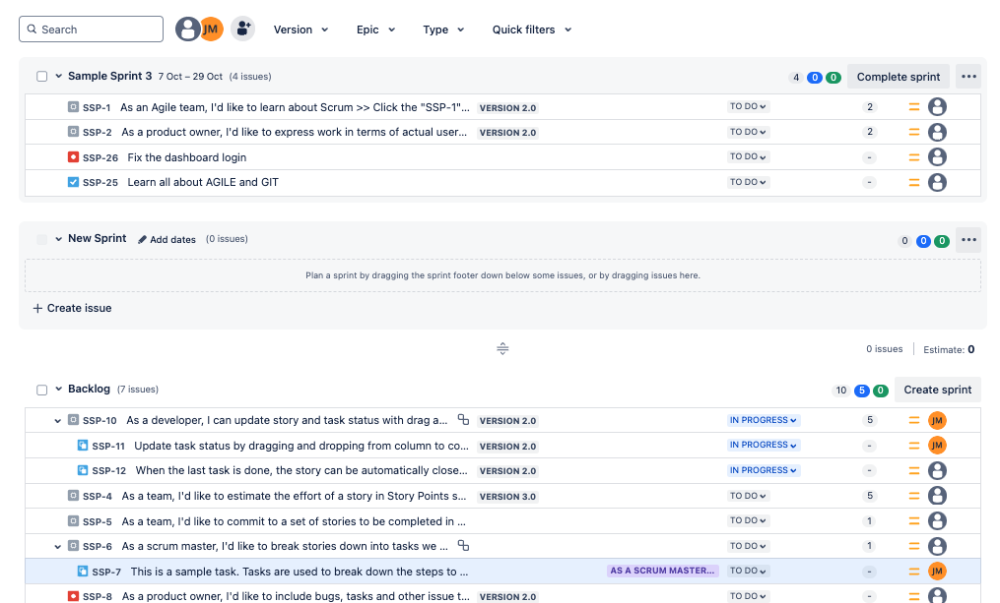 Search JM Version Epic Type Quick filters
Sample Sprint 3 7 Oct – 29 Oct (4 issues) 4 0 0 Complete sprint
SSP-1 As an Agile team, I'd like to learn about Scrum >> Click the "SSP-1"... VERSION 2.0 TO DO 2
SSP-2 As a product owner, I'd like to express work in terms of actual user... VERSION 2.0 TO DO 2
SSP-26 Fix the dashboard login TO DO -
SSP-25 Learn all about AGILE and GIT TO DO -
New Sprint Add dates (0 issues) 0 0 0
Plan a sprint by dragging the sprint footer down below some issues, or by dragging issues here.
+ Create issue
0 issues Estimate: 0
Backlog (7 issues) 10 5 0 Create sprint
SSP-10 As a developer, I can update story and task status with drag a... VERSION 2.0 IN PROGRESS 5 JM
SSP-11 Update task status by dragging and dropping from column to co... VERSION 2.0 IN PROGRESS - JM
SSP-12 When the last task is done, the story can be automatically close... VERSION 2.0 IN PROGRESS -
SSP-4 As a team, I'd like to estimate the effort of a story in Story Points s... VERSION 3.0 TO DO 5
SSP-5 As a team, I'd like to commit to a set of stories to be completed in ... TO DO 1
SSP-6 As a scrum master, I'd like to break stories down into tasks we ... TO DO 1
SSP-7 This is a sample task. Tasks are used to break down the steps to ... AS A SCRUM MASTER... TO DO - JM
SSP-8 As a product owner, I'd like to include bugs, tasks and other issue t... VERSION 2.0 TO DO -